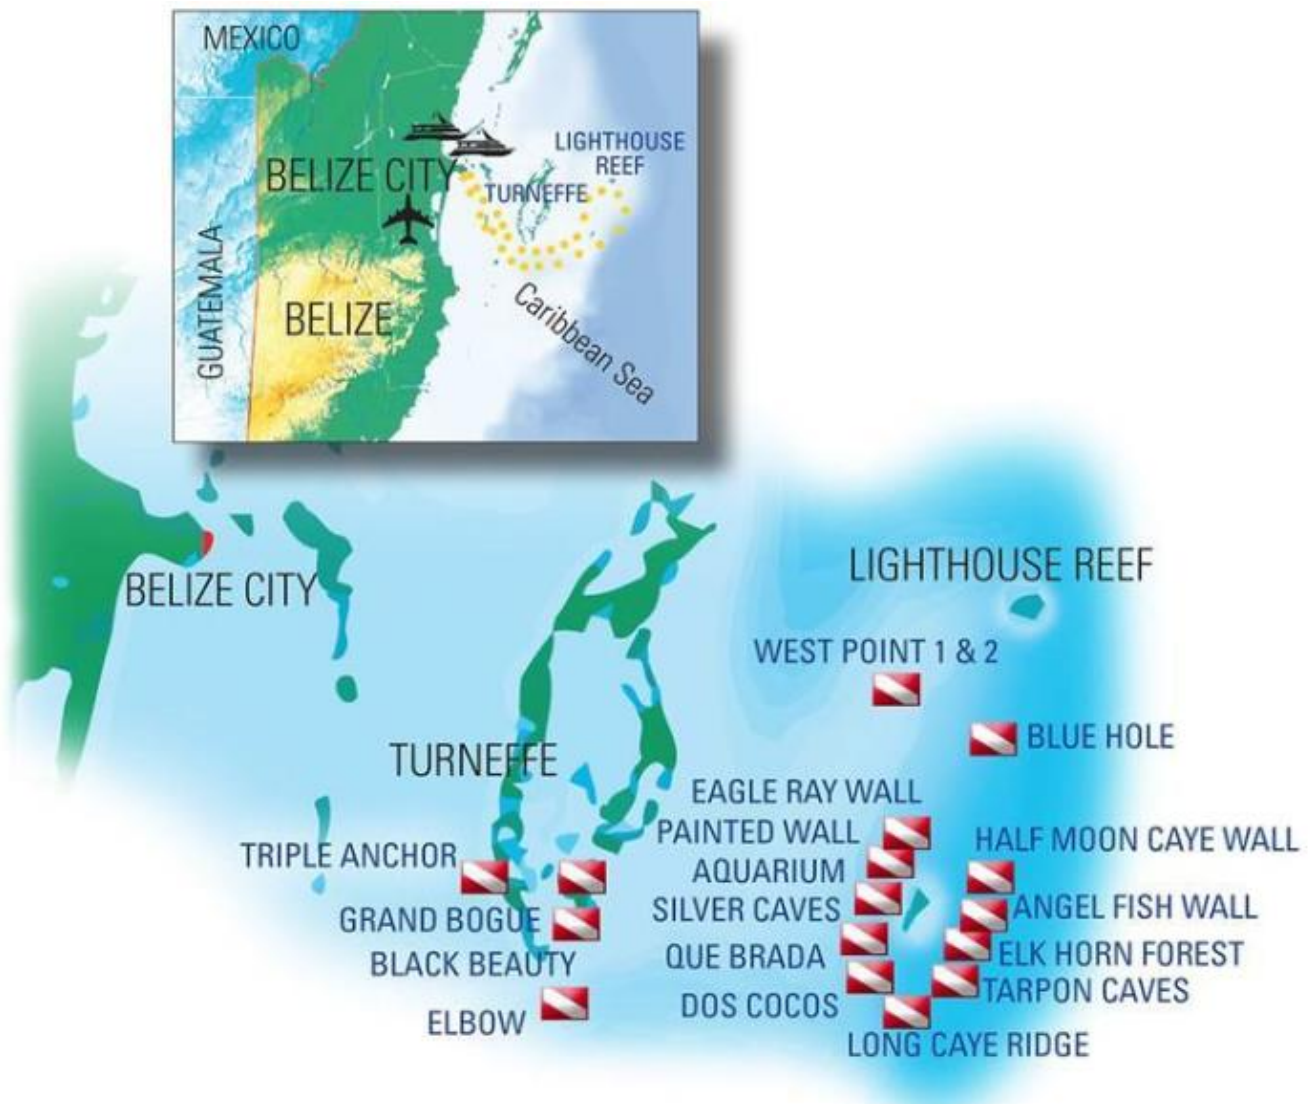 MEXICO
LIGHTHOUSE
REEF
BELIZE CITY
TURNEFFE
GUATEMALA
BELIZE
Caribbean Sea
BELIZE CITY
LIGHTHOUSE REEF
WEST POINT 1 & 2
BLUE HOLE
TURNEFFE
EAGLE RAY WALL
PAINTED WALL
HALF MOON CAYE WALL
TRIPLE ANCHOR
AQUARIUM
SILVER CAVES
ANGEL FISH WALL
GRAND BOGUE
QUE BRADA
ELK HORN FOREST
BLACK BEAUTY
TARPON CAVES
DOS COCOS
ELBOW
LONG CAYE RIDGE